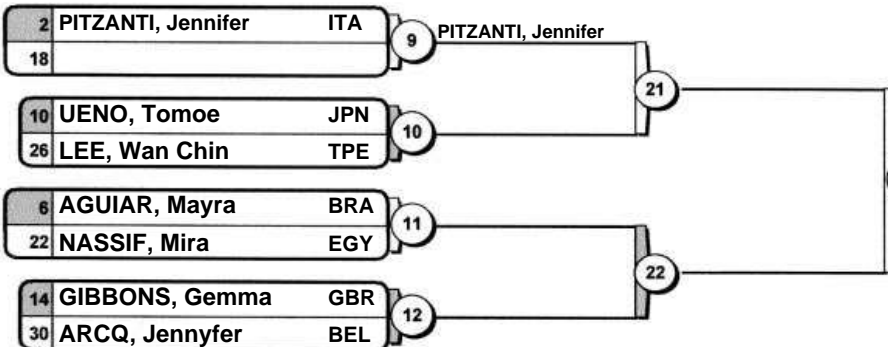 2 PITZANTI, Jennifer ITA
9 PITZANTI, Jennifer
18
21
10 UENO, Tomoe JPN
10
26 LEE, Wan Chin TPE
6 AGUIAR, Mayra BRA
11
22 NASSIF, Mira EGY
22
14 GIBBONS, Gemma GBR
12
30 ARCQ, Jennyfer BEL